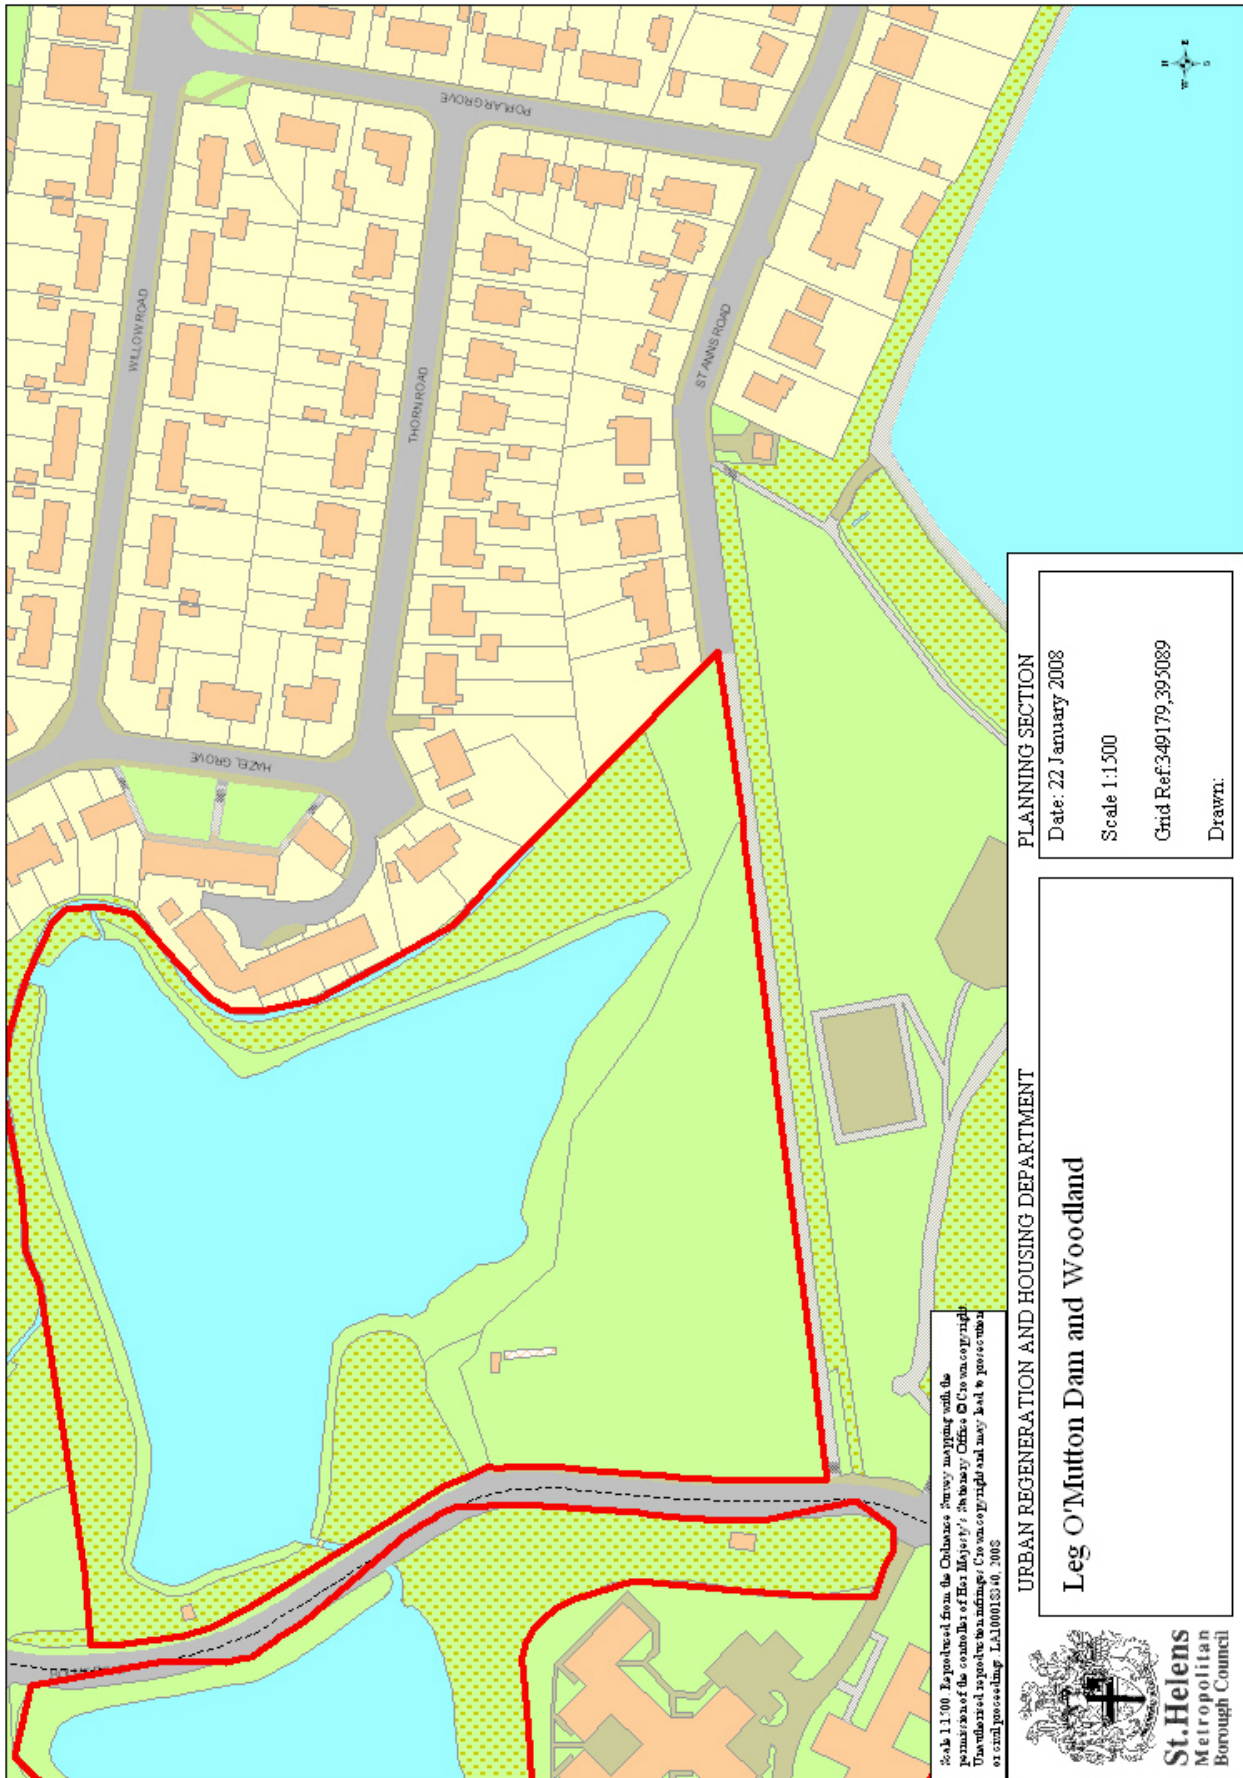 WILLOW ROAD
POPLAR GROVE
THORN ROAD
ST ANNS ROAD
HAZEL GROVE
N
E
S
W
Scale 1:1500. Reproduced from the Ordnance Survey mapping with the
permission of the controller of Her Majesty's Stationery Office © Crown copyright.
Unauthorised reproduction infringes Crown copyright and may lead to prosecution
or civil proceedings. LA100018360, 2008
URBAN REGENERATION AND HOUSING DEPARTMENT
PLANNING SECTION
Leg O'Mutton Dam and Woodland
Date: 22 January 2008
Scale 1:1500
Grid Ref:349179,395089
Drawn:
St.Helens
Metropolitan
Borough Council